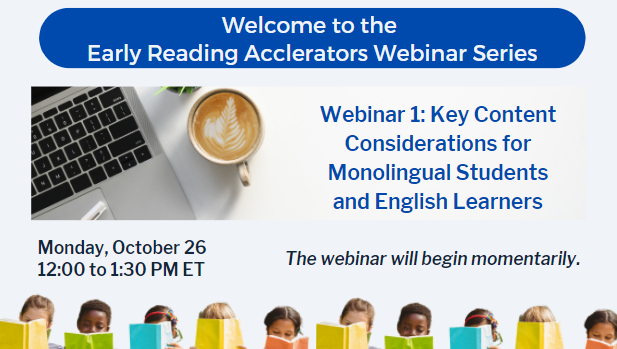 Welcome to the
Early Reading Acclerators Webinar Series
Webinar 1: Key Content
Considerations for
Monolingual Students
and English Learners
Monday, October 26
12:00 to 1:30 PM ET
The webinar will begin momentarily.